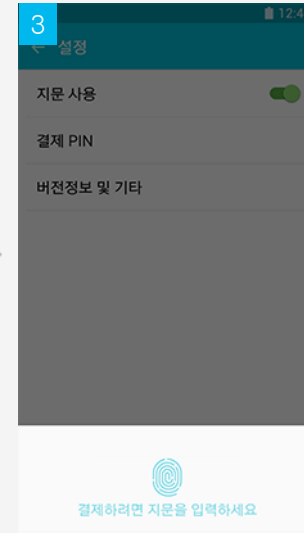 3
12:4
← 설정
지문 사용
결제 PIN
버전정보 및 기타
결제하려면 지문을 입력하세요